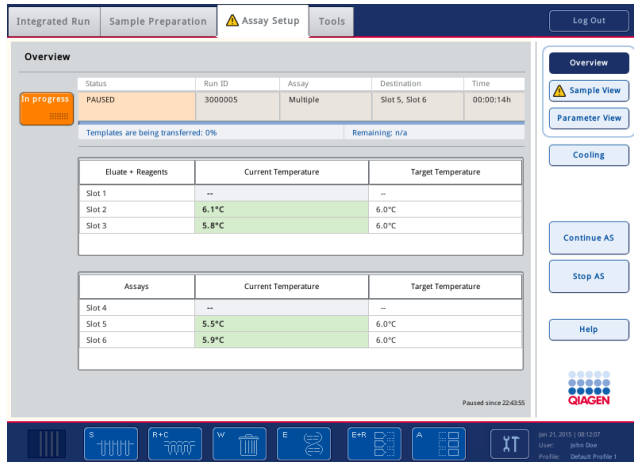 Integrated Run Sample Preparation Assay Setup Tools Log Out
Overview
Overview
Status Run ID Assay Destination Time
In progress PAUSED 3000005 Multiple Slot 5, Slot 6 00:00:14h
Sample View
Parameter View
Templates are being transferred: 0% Remaining: n/a
Cooling
Eluate + Reagents Current Temperature Target Temperature
Slot 1 -- --
Slot 2 6.1°C 6.0°C
Slot 3 5.8°C 6.0°C
Continue AS
Stop AS
Assays Current Temperature Target Temperature
Slot 4 -- --
Slot 5 5.5°C 6.0°C
Slot 6 5.9°C 6.0°C
Help
Paused since 22:43:55
QIAGEN
S R+C W E E+R A
Jan 21, 2015 | 08:12:07
User: John Doe
Profile: Default Profile 1